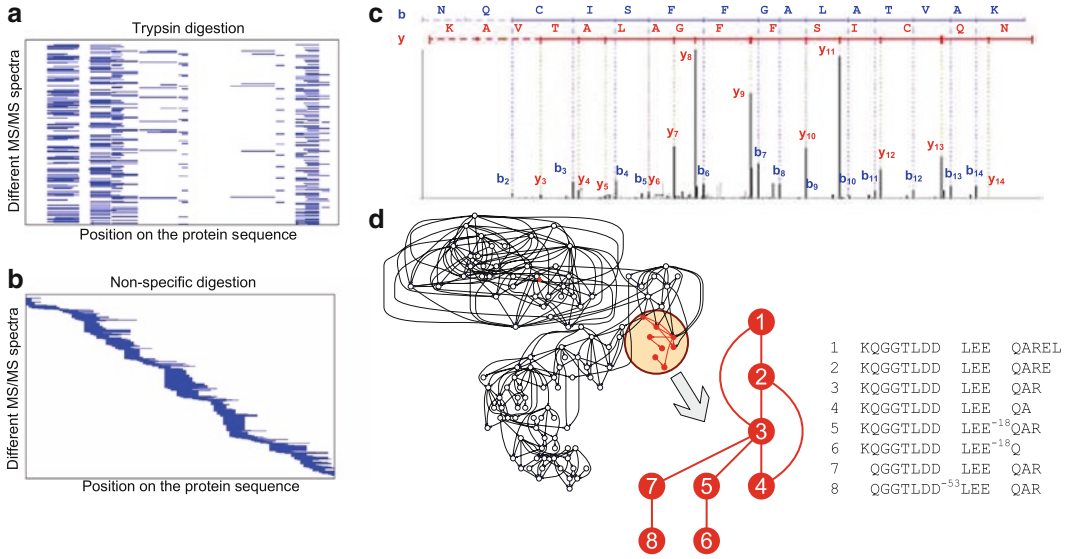 a
Trypsin digestion
Different MS/MS spectra
Position on the protein sequence
b
Non-specific digestion
Different MS/MS spectra
Position on the protein sequence
c
b N Q C I S F F G A L A T V A K
y K A V T A L A G F F S I C Q N
b2 y3 b3 y4 y5 b4 b5 y6 y7 y8 b6 y9 b7 b8 y10 b9 y11 b10 b11 y12 b12 y13 b13 b14 y14
d
1
2
3
7 5 4
8 6
1 KQGGTLDD LEE QAREL
2 KQGGTLDD LEE QARE
3 KQGGTLDD LEE QAR
4 KQGGTLDD LEE QA
5 KQGGTLDD LEE-18QAR
6 KQGGTLDD LEE-18Q
7 QGGTLDD LEE QAR
8 QGGTLDD-53LEE QAR